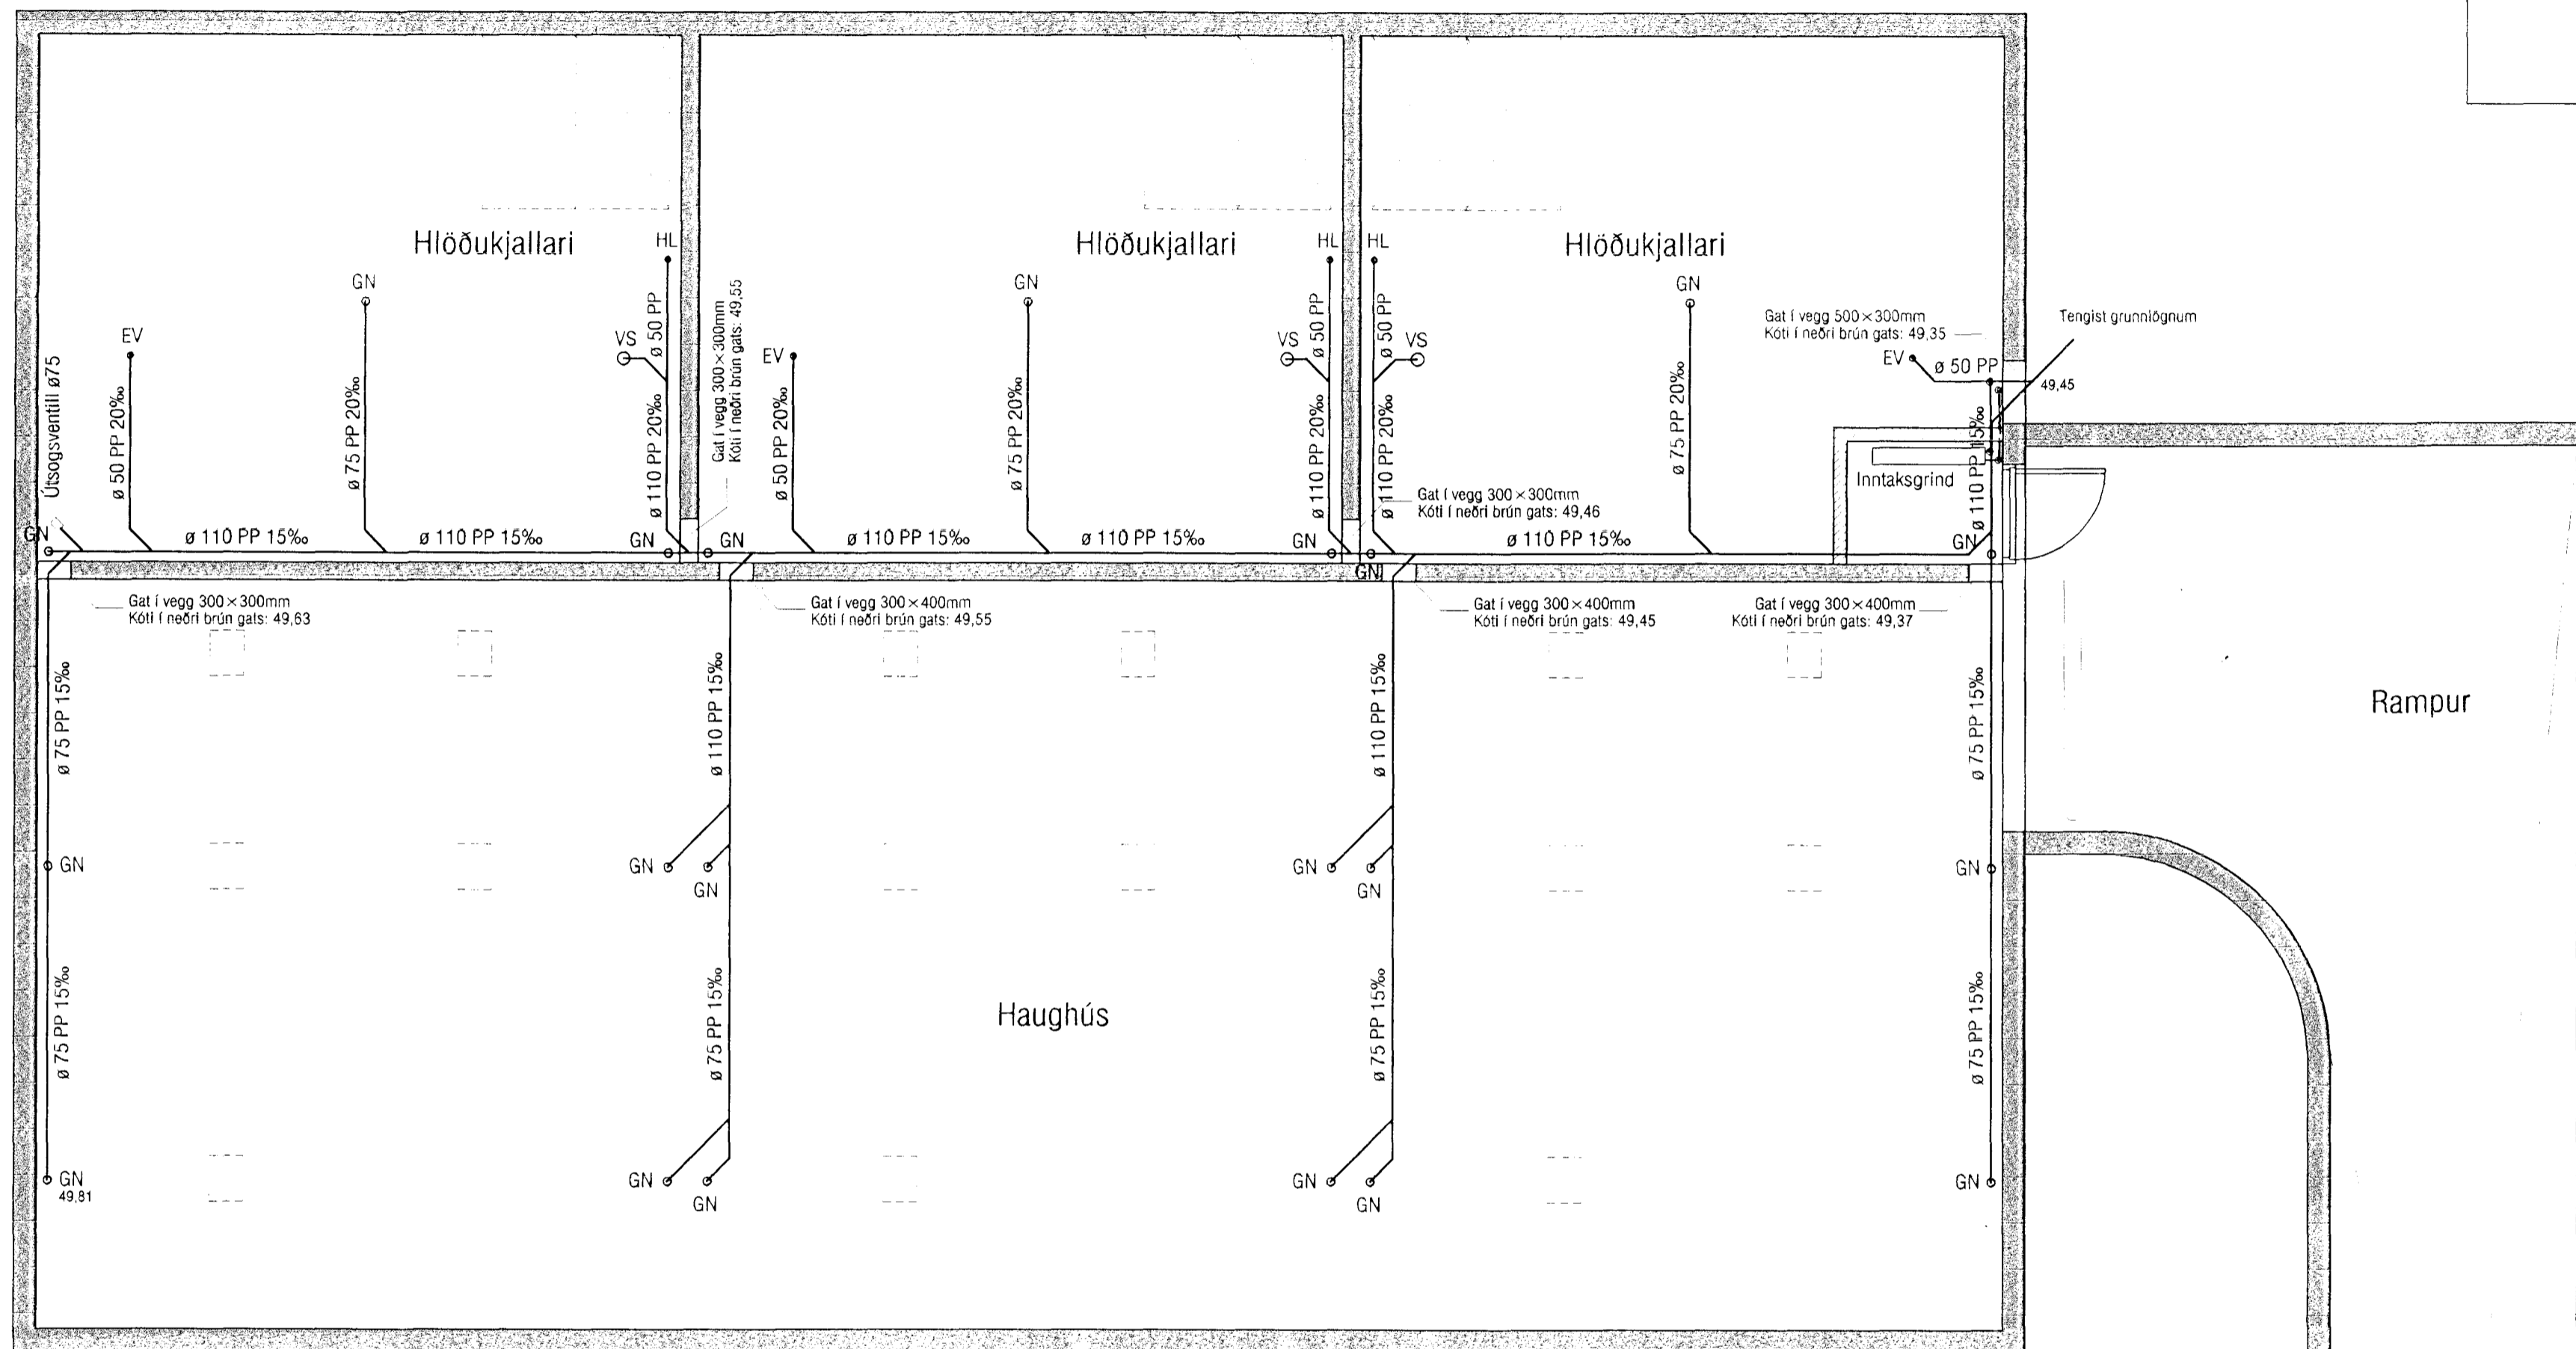 Hlöðukjallari
Hlöðukjallari
Hlöðukjallari
HL
HL
HL
GN
GN
GN
EV
VS
EV
VS
VS
EV
Útsogsventill ø75
ø 50 PP 20‰
ø 75 PP 20‰
ø 50 PP
ø 110 PP 20‰
Gat í vegg 300×300mm
Kóti í neðri brún gats: 49,55
ø 50 PP 20‰
ø 75 PP 20‰
ø 50 PP
ø 110 PP 20‰
ø 50 PP
ø 110 PP 20‰
ø 75 PP 20‰
Gat í vegg 500×300mm
Kóti í neðri brún gats: 49,35
Tengist grunnlögnum
ø 50 PP
49,45
ø 110 PP 15‰
Inntaksgrind
Gat í vegg 300×300mm
Kóti í neðri brún gats: 49,46
GN
ø 110 PP 15‰
ø 110 PP 15‰
GN
GN
ø 110 PP 15‰
ø 110 PP 15‰
GN
GN
ø 110 PP 15‰
GN
Gat í vegg 300×300mm
Kóti í neðri brún gats: 49,63
Gat í vegg 300×400mm
Kóti í neðri brún gats: 49,55
Gat í vegg 300×400mm
Kóti í neðri brún gats: 49,45
Gat í vegg 300×400mm
Kóti í neðri brún gats: 49,37
ø 75 PP 15‰
ø 110 PP 15‰
ø 110 PP 15‰
ø 75 PP 15‰
Rampur
GN
GN
GN
GN
GN
GN
ø 75 PP 15‰
ø 75 PP 15‰
Haughús
ø 75 PP 15‰
ø 75 PP 15‰
GN
49,81
GN
GN
GN
GN
GN